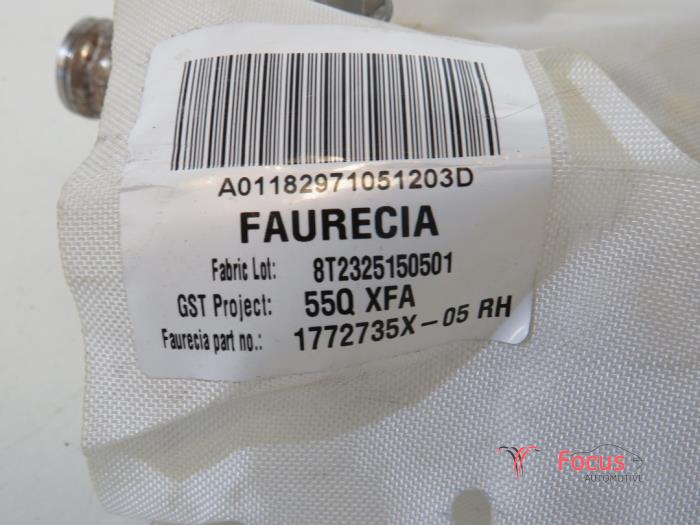 A01182971051203D
FAURECIA
Fabric Lot: 8T2325150501
GST Project: 55Q XFA
Faurecia part no.: 1772735X-05 RH
Focus
AUTOMOTIVE